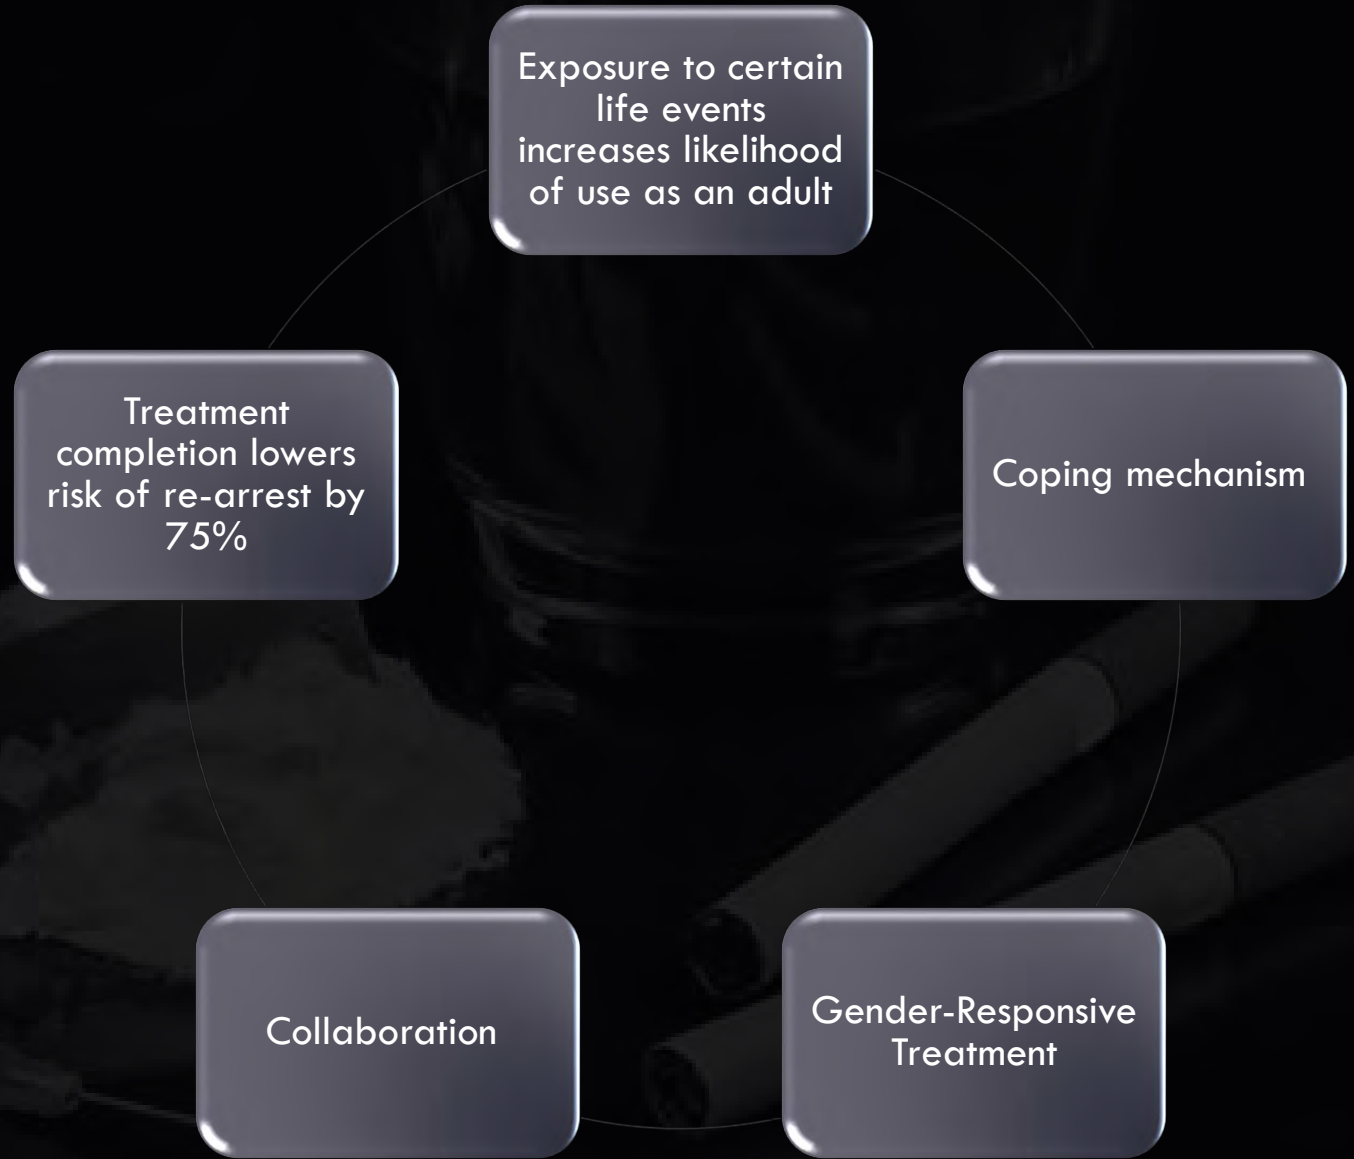 Exposure to certain
life events
increases likelihood
of use as an adult
Coping mechanism
Gender-Responsive
Treatment
Collaboration
Treatment
completion lowers
risk of re-arrest by
75%